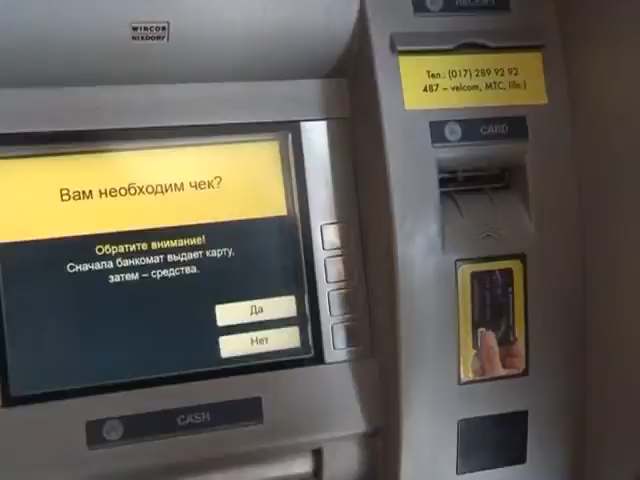 RECEIPT
WINCOR
NIXDORF
Тел.: (017) 289 92 92
487 – velcom, МТС, life:)
CARD
Вам необходим чек?
Обратите внимание!
Сначала банкомат выдает карту,
затем – средства.
Да
Нет
CASH